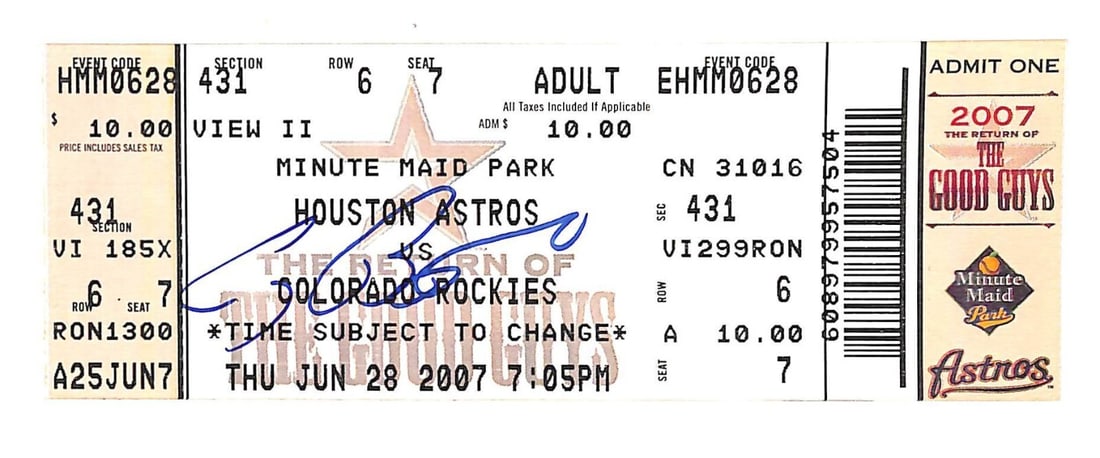 EVENT CODE
HMM0628
$ 10.00
PRICE INCLUDES SALES TAX
431
SECTION
VI 185X
6 7
ROW SEAT
RON1300
A25JUN7
SECTION ROW SEAT
431 6 7 ADULT
All Taxes Included If Applicable
VIEW II ADM $ 10.00
MINUTE MAID PARK
HOUSTON ASTROS
VS
THE RETURN OF
COLORADO ROCKIES
THE GOOD GUYS
*TIME SUBJECT TO CHANGE*
THU JUN 28 2007 7:05PM
EVENT CODE
EHMM0628
CN 31016
SEC 431
VI299RON
ROW 6
A 10.00
SEAT 7
6089799957504
ADMIT ONE
2007
THE RETURN OF
THE
GOOD GUYS
Minute
Maid
Park
Astros